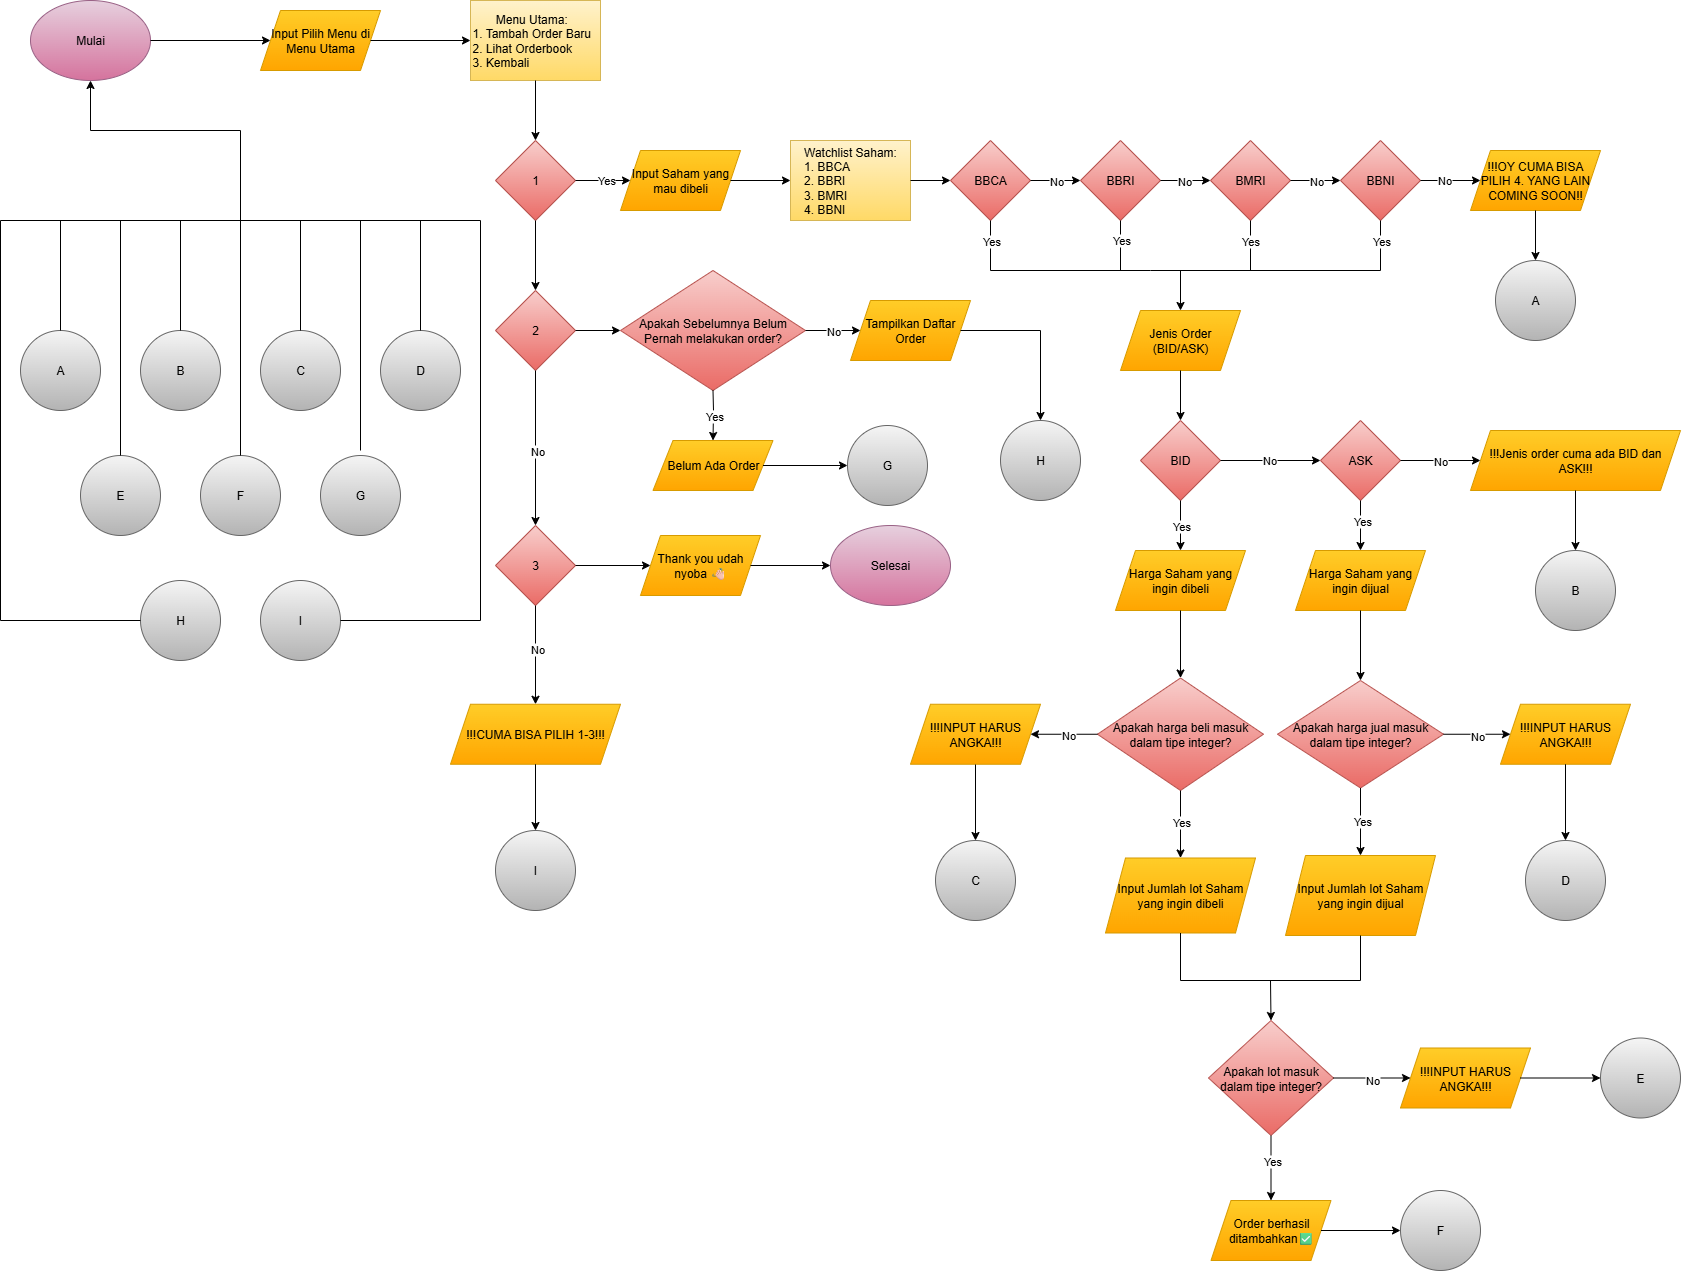 Mulai
Input Pilih Menu di
Menu Utama
Menu Utama:
1. Tambah Order Baru
2. Lihat Orderbook
3. Kembali
1
Yes
Input Saham yang
mau dibeli
Watchlist Saham:
1. BBCA
2. BBRI
3. BMRI
4. BBNI
BBCA
No
BBRI
No
BMRI
No
BBNI
No
!!!OY CUMA BISA
PILIH 4. YANG LAIN
COMING SOON!!
Yes
Yes
Yes
Yes
A
2
Apakah Sebelumnya Belum
Pernah melakukan order?
No
Tampilkan Daftar
Order
Jenis Order
(BID/ASK)
A
B
C
D
Yes
No
Belum Ada Order
G
H
BID
No
ASK
No
!!!Jenis order cuma ada BID dan
ASK!!!
E
F
G
Yes
Yes
3
Thank you udah
nyoba 👋🏻
Selesai
Harga Saham yang
ingin dibeli
Harga Saham yang
ingin dijual
B
H
I
No
!!!CUMA BISA PILIH 1-3!!!
!!!INPUT HARUS
ANGKA!!!
No
Apakah harga beli masuk
dalam tipe integer?
Apakah harga jual masuk
dalam tipe integer?
No
!!!INPUT HARUS
ANGKA!!!
Yes
Yes
I
C
Input Jumlah lot Saham
yang ingin dibeli
Input Jumlah lot Saham
yang ingin dijual
D
Apakah lot masuk
dalam tipe integer?
No
!!!INPUT HARUS
ANGKA!!!
E
Yes
Order berhasil
ditambahkan✅
F